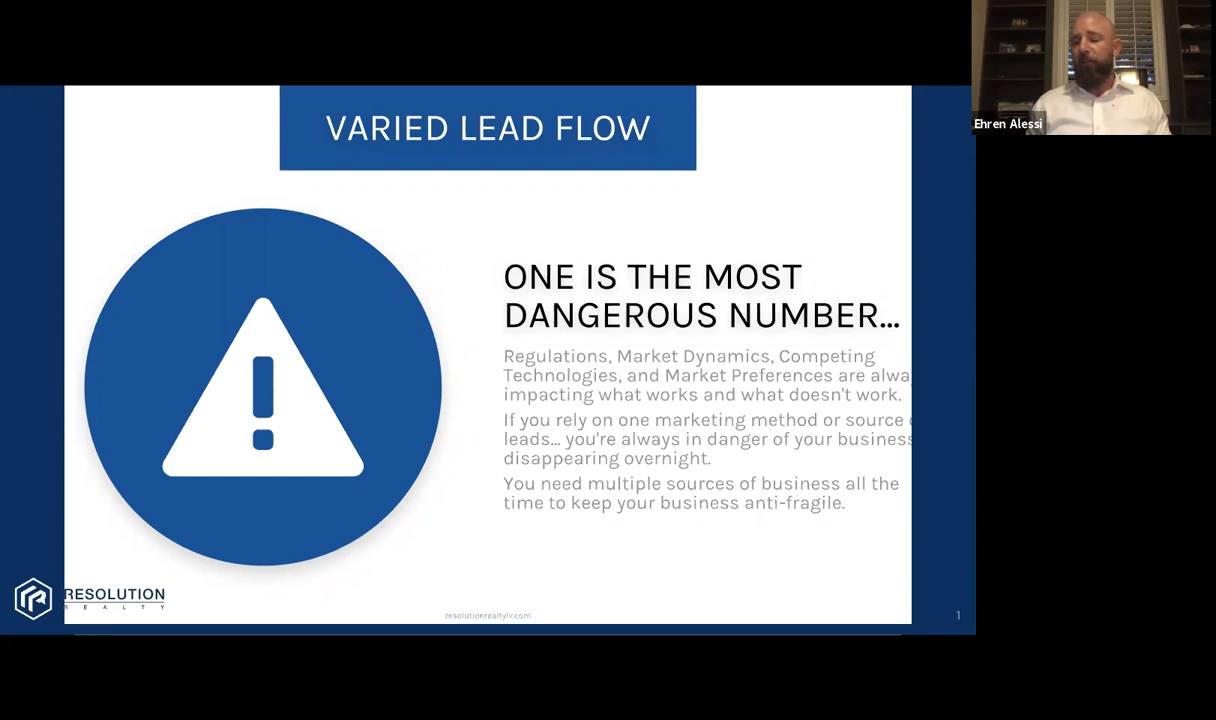 VARIED LEAD FLOW
Ehren Alessi
ONE IS THE MOST
DANGEROUS NUMBER...
Regulations, Market Dynamics, Competing
Technologies, and Market Preferences are alwa
impacting what works and what doesn't work.
If you rely on one marketing method or source
leads... you're always in danger of your business
disappearing overnight.
You need multiple sources of business all the
time to keep your business anti-fragile.
RESOLUTION
REALTY
resolutionrealtylv.com
1